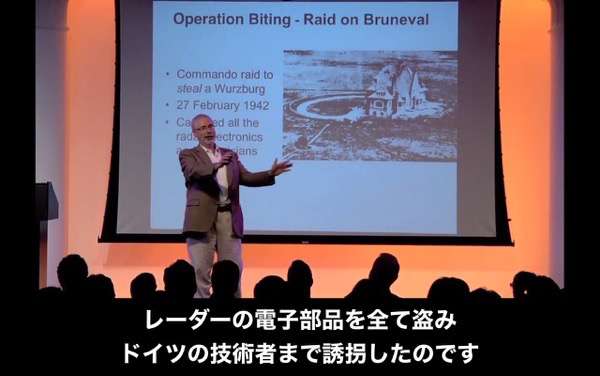 Operation Biting - Raid on Bruneval
• Commando raid to
steal a Wurzburg
• 27 February 1942
• all the
レーダーの電子部品を全て盗み
ドイツの技術者まで誘拐したのです